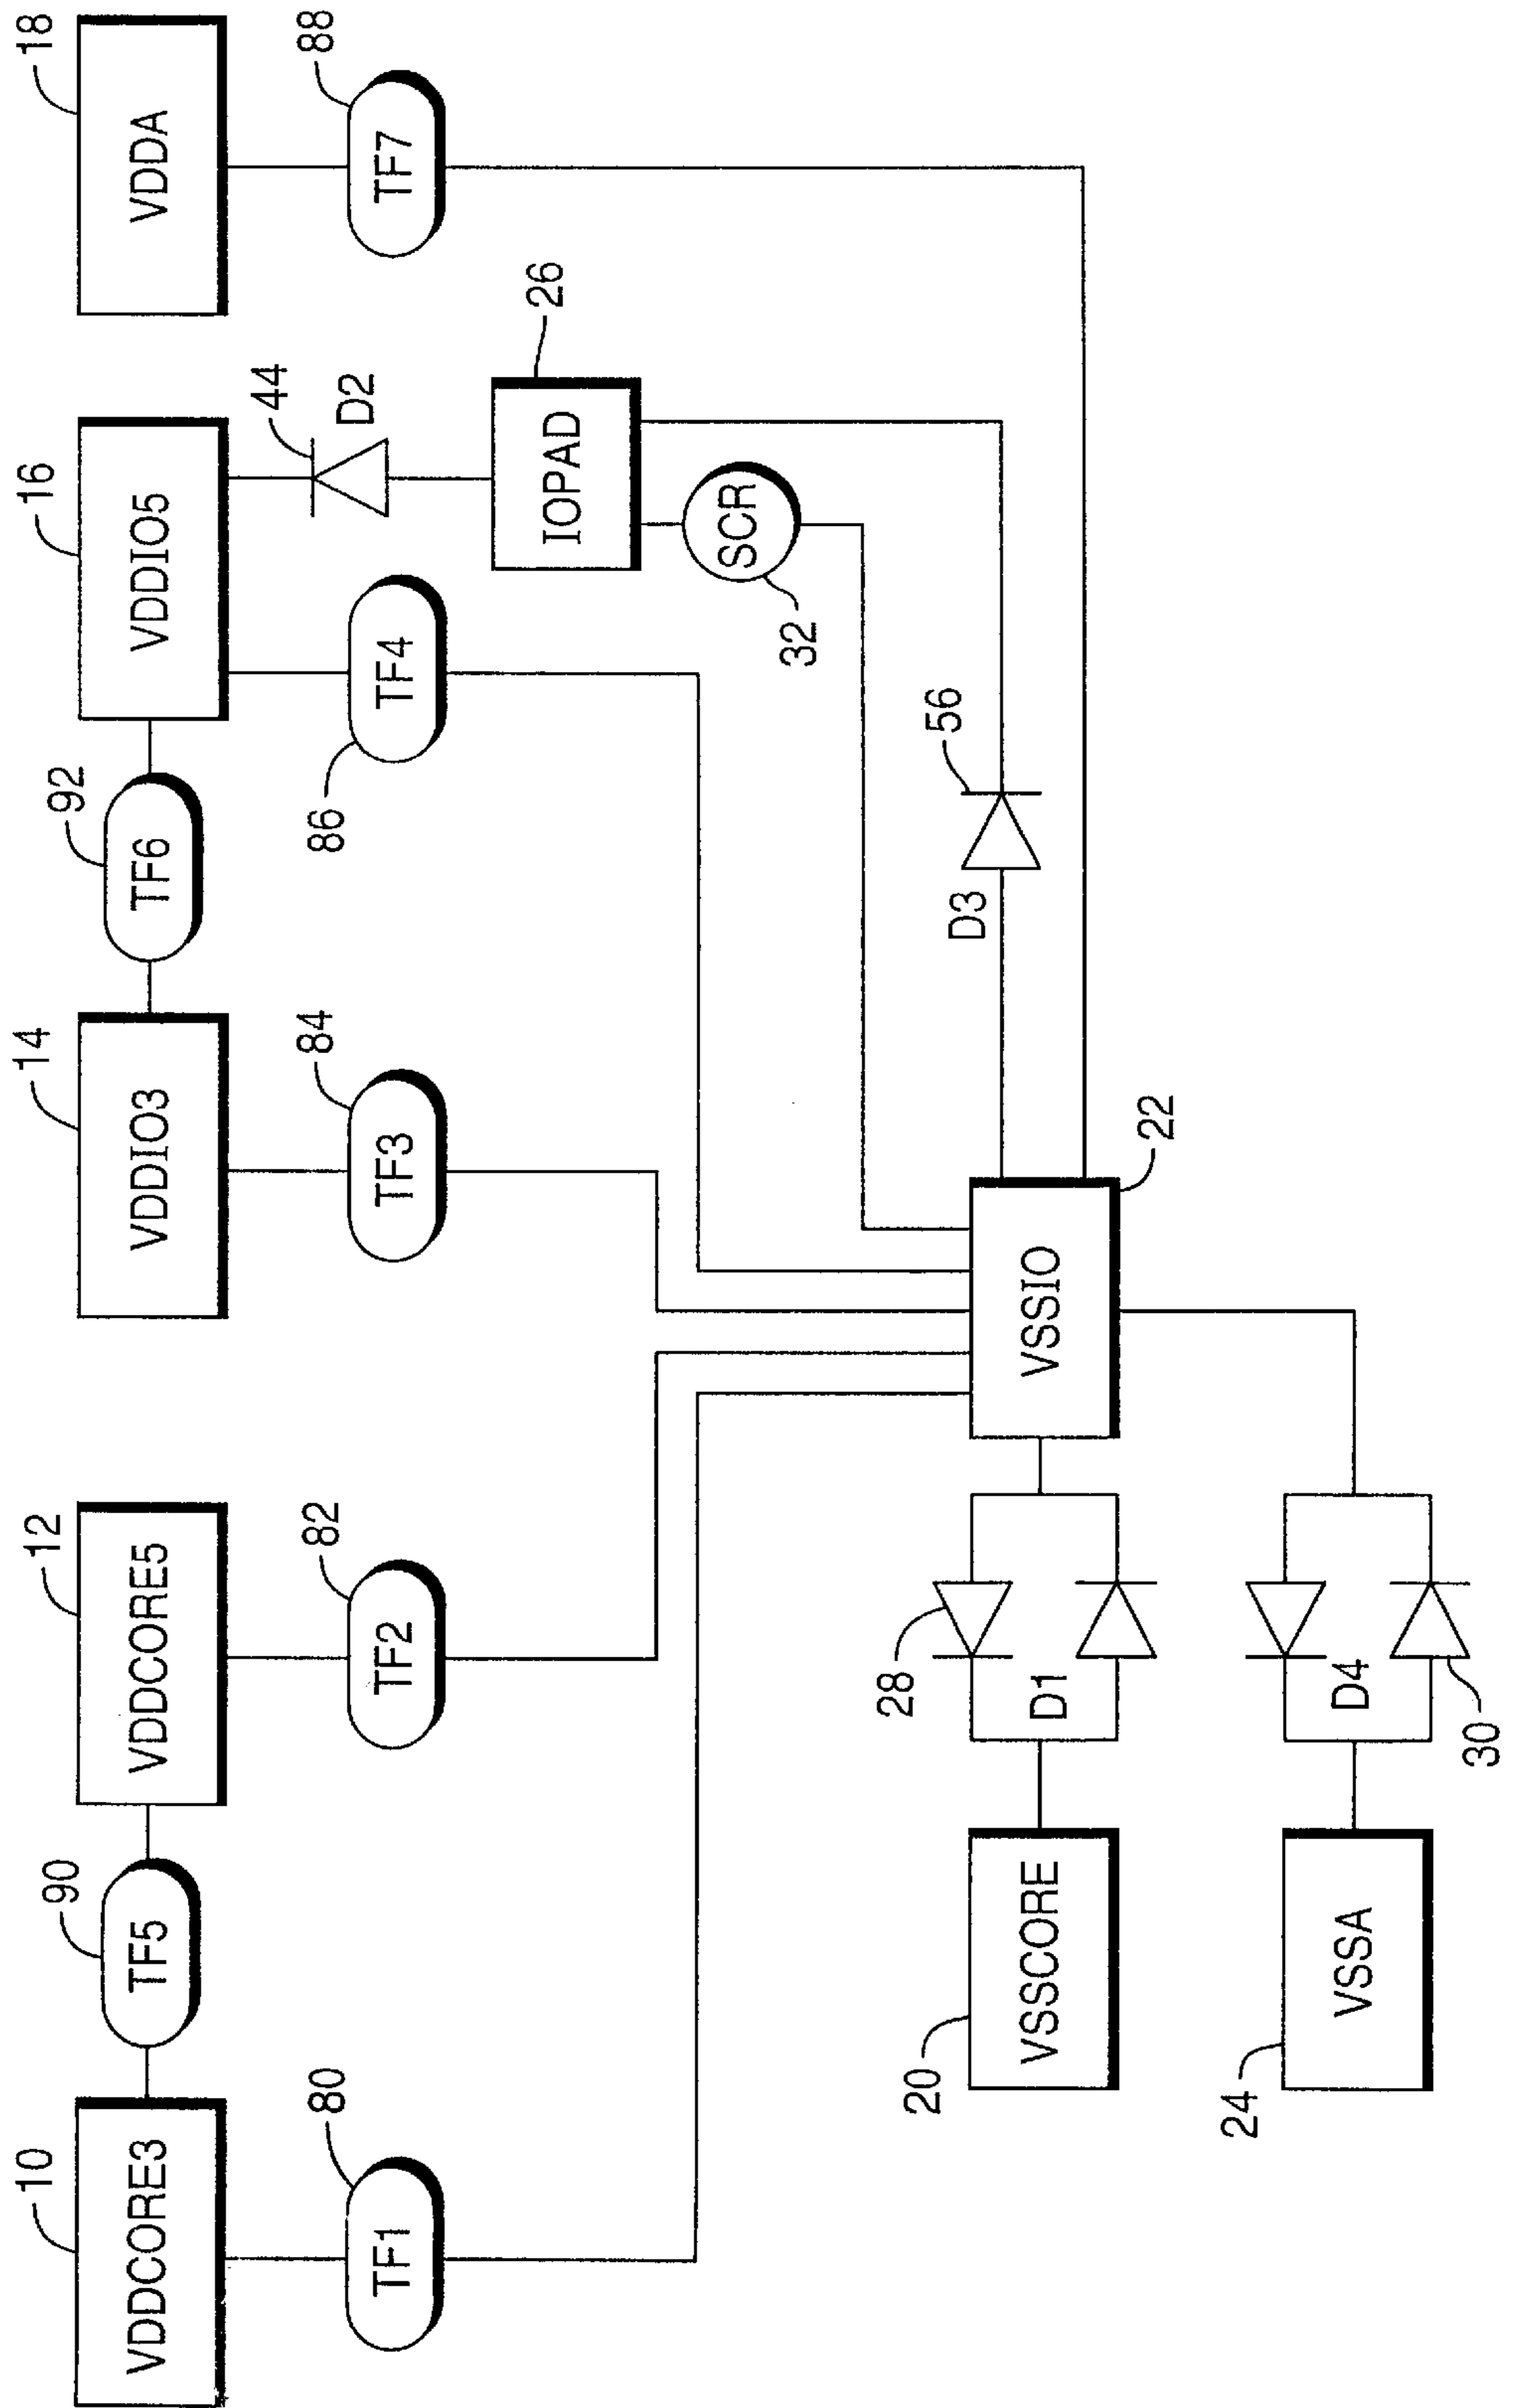 10
VDDCORE3
90
TF5
12
VDDCORE5
14
VDDIO3
92
TF6
16
VDDIO5
18
VDDA
80
TF1
82
TF2
84
TF3
86
TF4
44
D2
88
TF7
26
IOPAD
SCR
32
56
D3
20
VSSCORE
28
D1
VSSIO
22
24
VSSA
D4
30